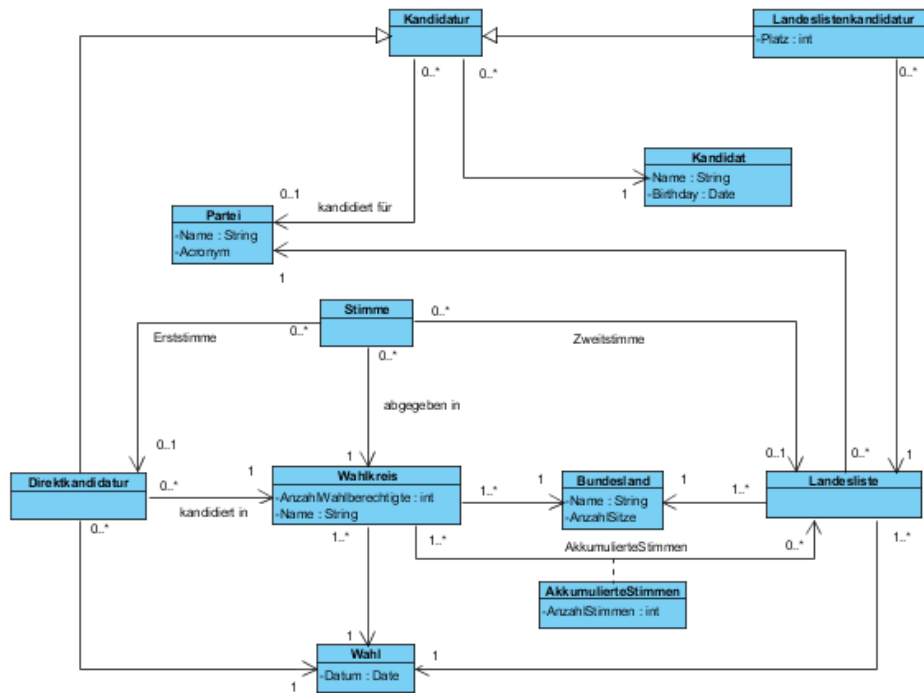 Kandidatur
Landeslistenkandidatur
-Platz : int
0..*
0..*
0..*
Kandidat
-Name : String
-Birthday : Date
1
0..1
kandidiert für
Partei
-Name : String
-Acronym
1
Stimme
0..*
0..*
0..*
Erststimme
Zweitstimme
abgegeben in
0..1
1
1
0..1
0..*
1
Direktkandidatur
0..*
kandidiert in
Wahlkreis
-AnzahlWahlberechtigte : int
-Name : String
1..*
1
Bundesland
-Name : String
-AnzahlSitze
1
1..*
Landesliste
0..*
1..*
1..*
AkkumulierteStimmen
0..*
1..*
AkkumulierteStimmen
-AnzahlStimmen : int
1
1
Wahl
-Datum : Date
1